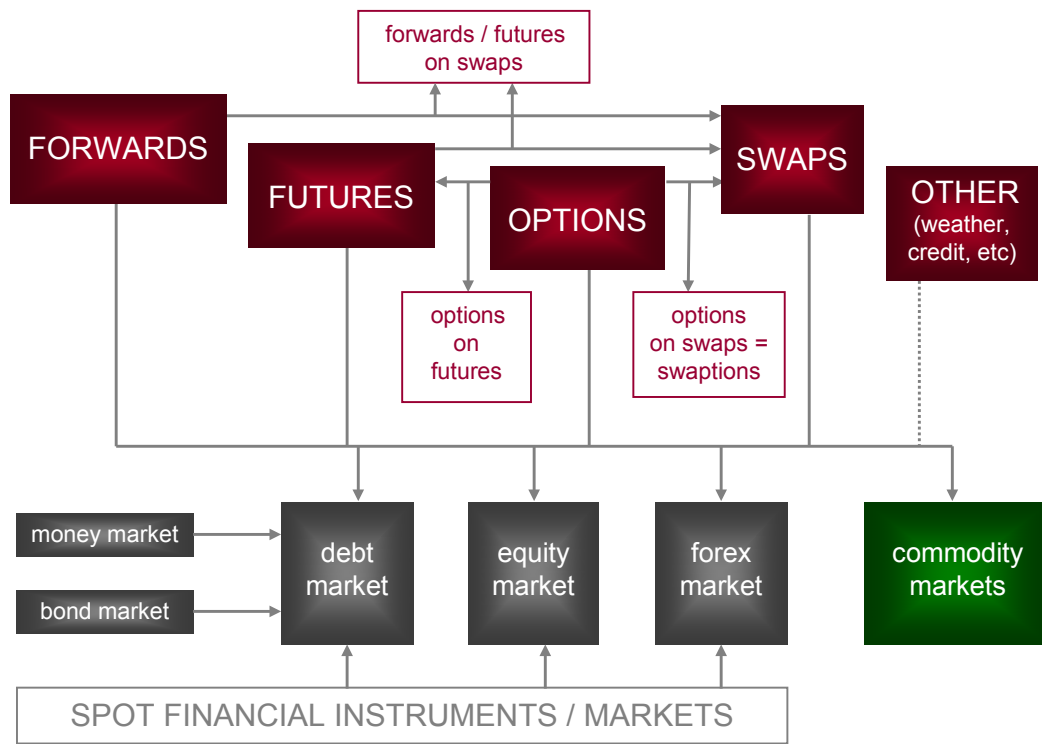 forwards / futures
on swaps
FORWARDS
FUTURES
OPTIONS
SWAPS
OTHER
(weather,
credit, etc)
options
on
futures
options
on swaps =
swaptions
money market
bond market
debt
market
equity
market
forex
market
commodity
markets
SPOT FINANCIAL INSTRUMENTS / MARKETS